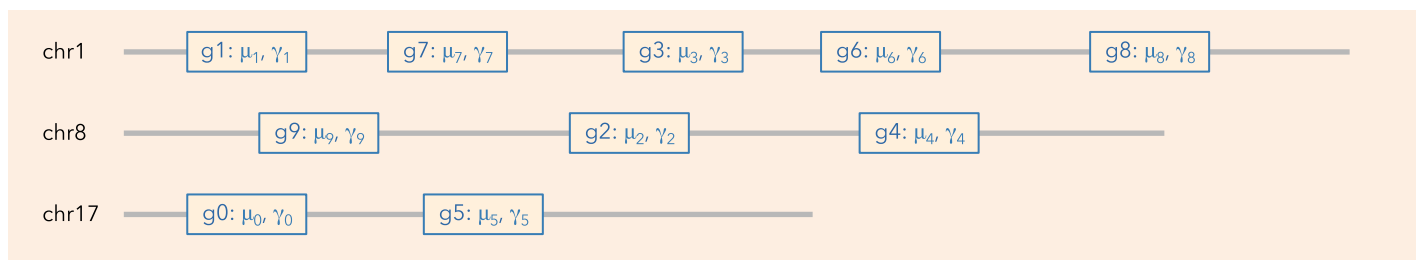 chr1 g1: μ₁, γ₁ g7: μ₇, γ₇ g3: μ₃, γ₃ g6: μ₆, γ₆ g8: μ₈, γ₈
chr8 g9: μ₉, γ₉ g2: μ₂, γ₂ g4: μ₄, γ₄
chr17 g0: μ₀, γ₀ g5: μ₅, γ₅